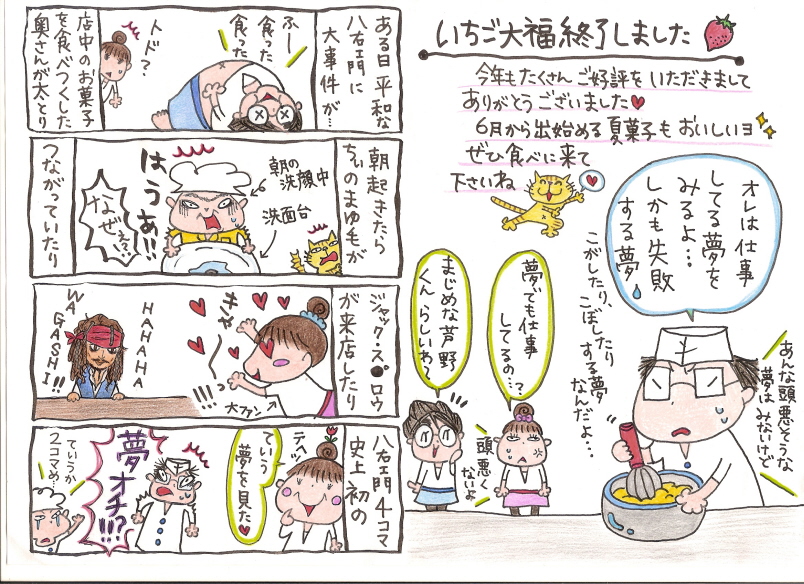 いちご大福終了しました
今年もたくさんご好評をいただきまして
ありがとうございました♥
6月から出始める夏菓子もおいしいヨ
ぜひ食べに来て
下さいね
オレは仕事
してる夢を
みるよ…
しかも失敗
する夢
こがしたり、
こぼしたり
する夢
なんだよ…
あんな頭悪そうな
夢はみないけど
夢でも仕事
してるの…?
頭悪く
ないよ
まじめな芦野
くんらしいわ〜
ある日平和な
八右ェ門に
大事件が…
ふー
食った
食った
トド?
店中のお菓子
を食べつくした
奥さんが太とり
朝起きたら
ちぃのまゆ毛が
朝の
洗顔中
洗面台
はうあ!!
なぜ…
つながっていたり
ジャック・スパロウ
が来店したり
きゃ〜っ!!!
大ファン
HAHAHA
WAGASHI!!
八右ェ門4コマ
史上初の
テヘッ
ていう
夢を見た♥
夢オチ!!?
ていうか
2コマめ…